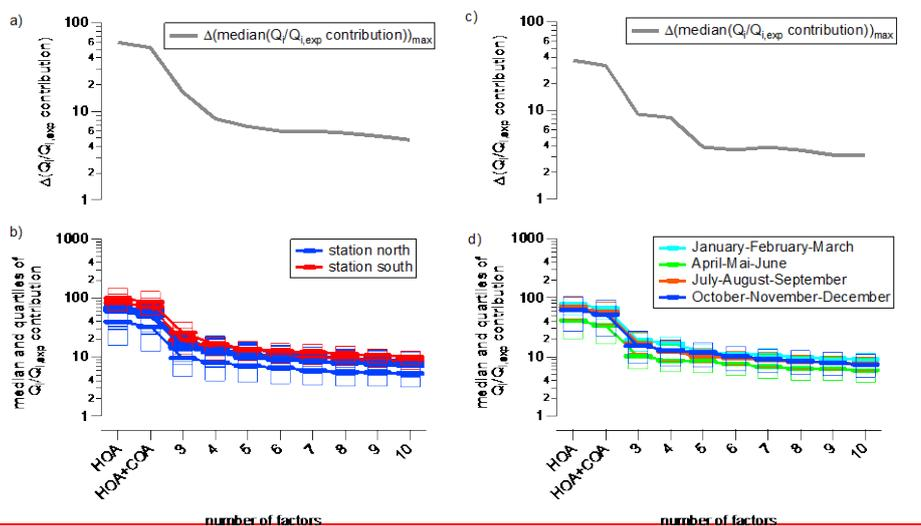 a)
Δ(median(Qi/Qi,exp contribution))max
Δ(Qi/Qi,exp contribution)
100
6
4
2
10
6
4
2
1
b)
station north
station south
median and quartiles of
Qi/Qi,exp contribution
1000
4
2
100
4
2
10
4
2
1
HOA
HOA+COA
3
4
5
6
7
8
9
10
number of factors
c)
Δ(median(Qi/Qi,exp contribution))max
Δ(Qi/Qi,exp contribution)
100
6
4
2
10
6
4
2
1
d)
January-February-March
April-Mai-June
July-August-September
October-November-December
median and quartiles of
Qi/Qi,exp contribution
1000
4
2
100
4
2
10
4
2
1
HOA
HOA+COA
3
4
5
6
7
8
9
10
number of factors